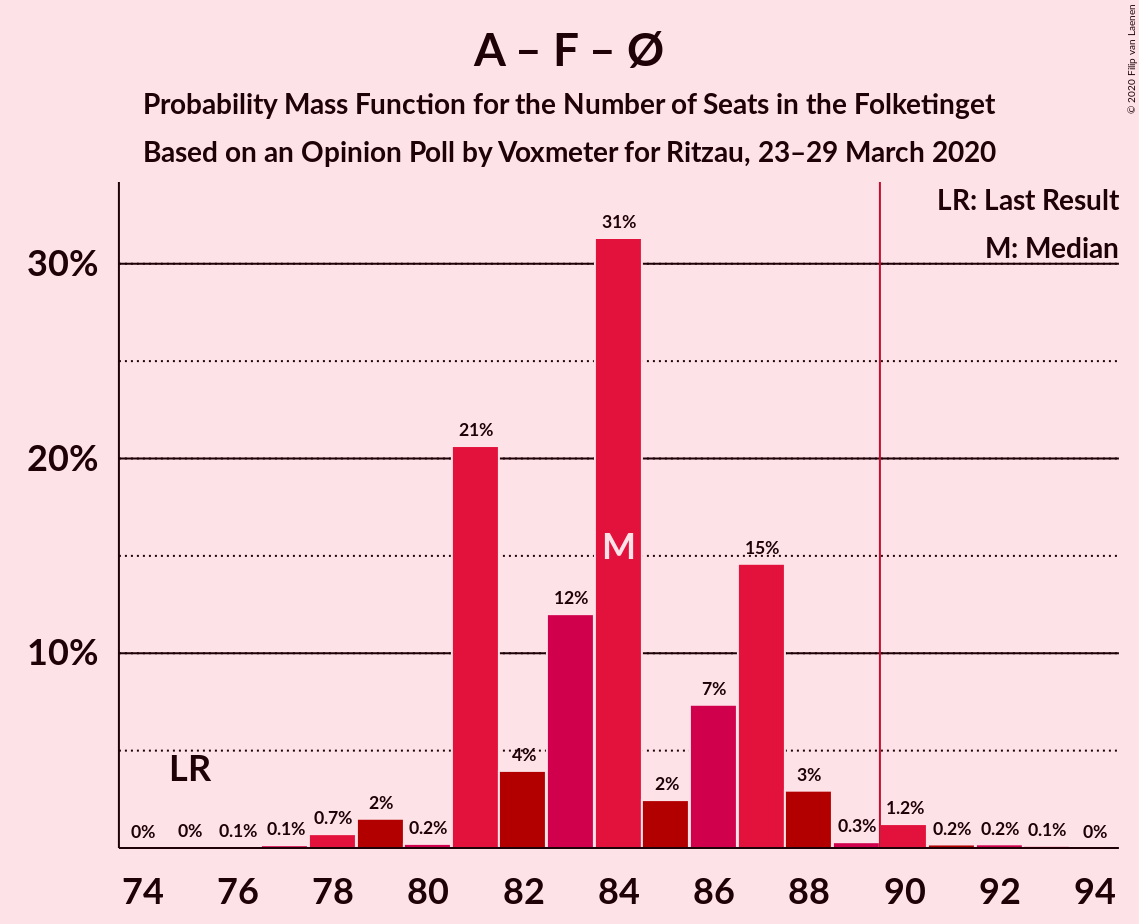 A – F – Ø
Probability Mass Function for the Number of Seats in the Folketinget
Based on an Opinion Poll by Voxmeter for Ritzau, 23–29 March 2020
© 2020 Filip van Laenen
LR: Last Result
M: Median
30%
20%
10%
LR
M
0%
0%
0.1%
0.1%
0.7%
2%
0.2%
21%
4%
12%
31%
2%
7%
15%
3%
0.3%
1.2%
0.2%
0.2%
0.1%
0%
74 76 78 80 82 84 86 88 90 92 94